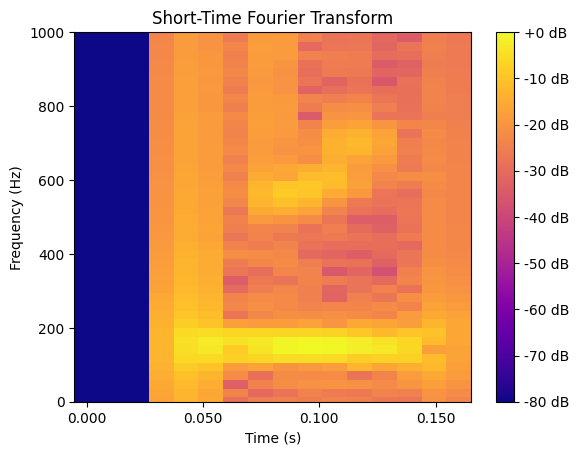 Short-Time Fourier Transform
1000
800
600
400
200
0
Frequency (Hz)
0.000
0.050
0.100
0.150
Time (s)
+0 dB
-10 dB
-20 dB
-30 dB
-40 dB
-50 dB
-60 dB
-70 dB
-80 dB